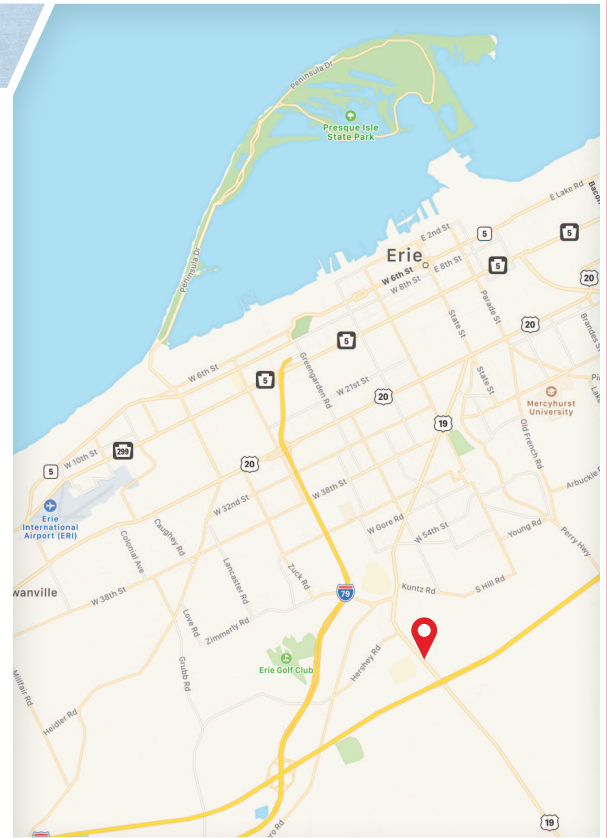 Peninsula Dr
Presque Isle
State Park
E Lake Rd
E 2nd St
5
5
Erie
W 6th St
E 8th St
5
W 8th St
20
Peninsula Dr
Parade St
State St
20
Brandes St
5
W 6th St
Greengarden Rd
State St
5
W 21st St
20
Mercyhurst
University
19
Old French Rd
299
W 10th St
20
5
W 38th St
Arbuckle
Erie
International
Airport (ERI)
W 32nd St
W Gore Rd
W 54th St
Young Rd
Perry Hwy
Caughey Rd
Colonial Ave
Lancaster Rd
Zuck Rd
Kuntz Rd
S Hill Rd
wanville
W 38th St
79
Love Rd
Zimmerly Rd
Hershey Rd
Erie Golf Club
Grubb Rd
Millfair Rd
Heidler Rd
ro Rd
19